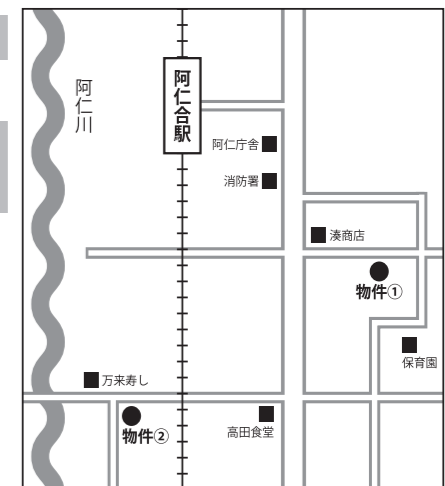 阿仁川
阿仁合駅
阿仁庁舎
消防署
湊商店
物件①
保育園
万来寿し
物件②
高田食堂